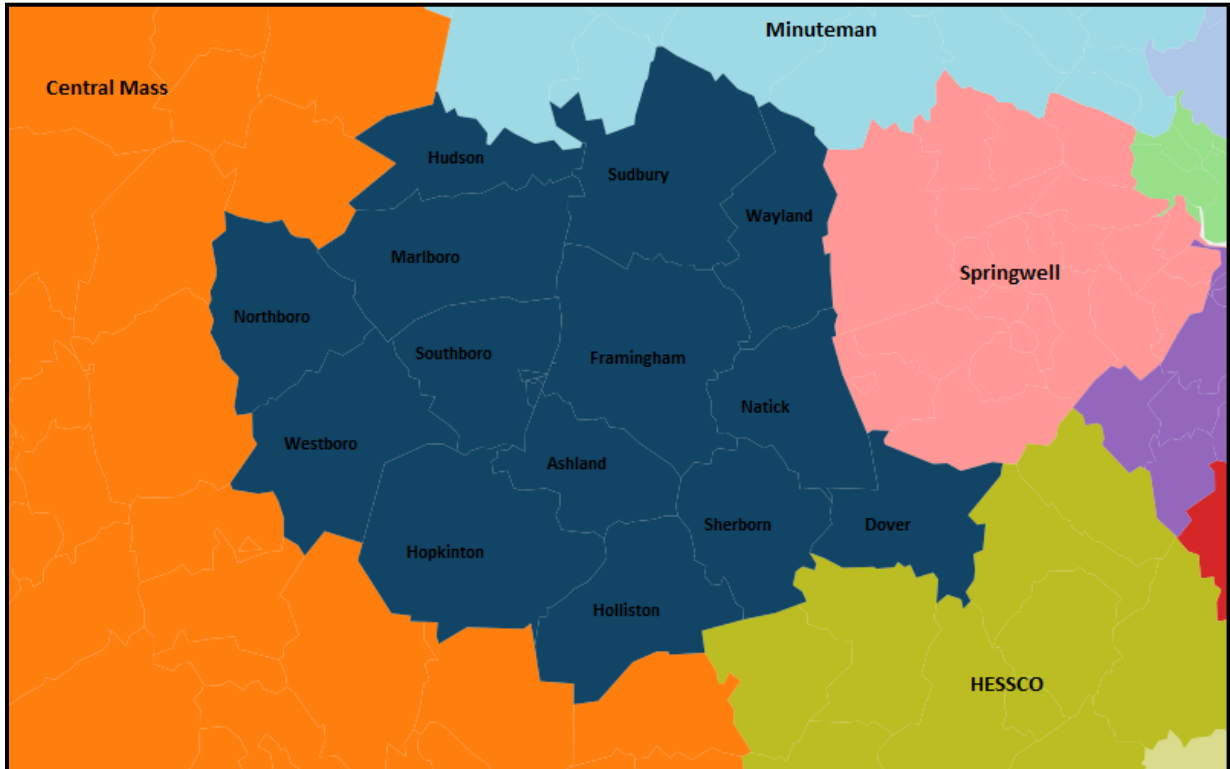 Minuteman
Central Mass
Hudson
Sudbury
Wayland
Marlboro
Springwell
Northboro
Southboro
Framingham
Natick
Westboro
Ashland
Sherborn
Dover
Hopkinton
Holliston
HESSCO